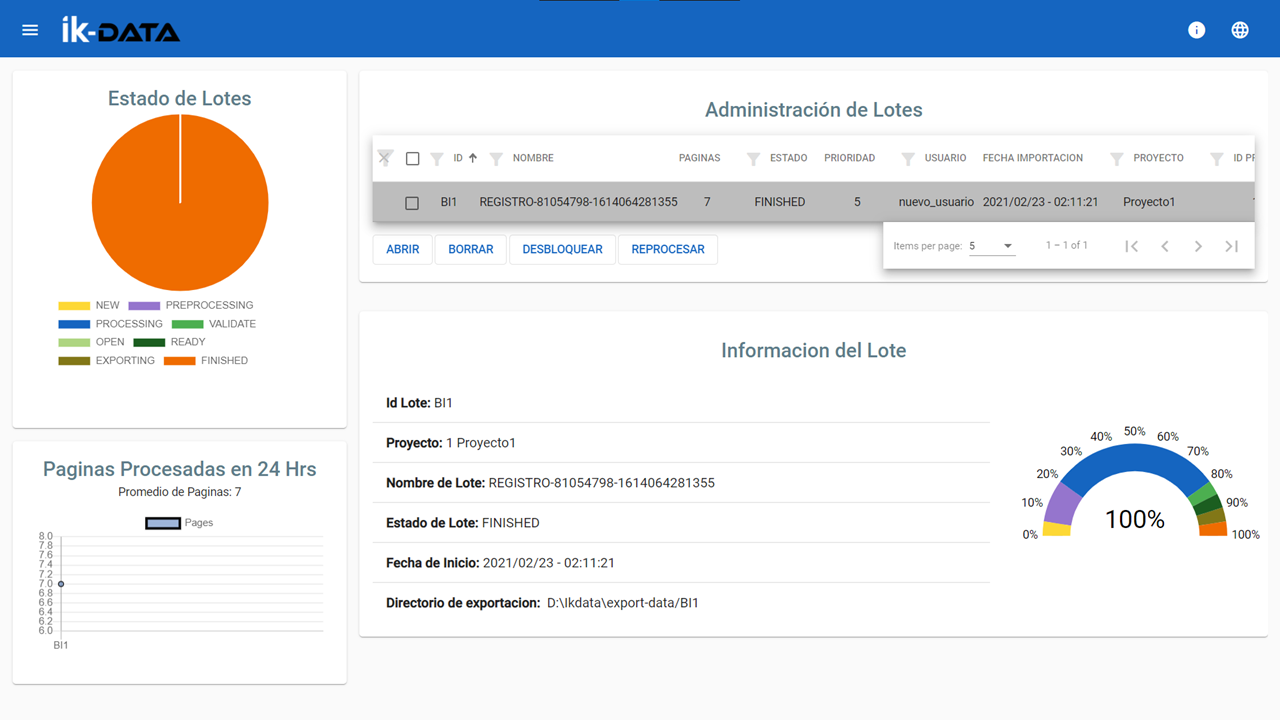 ik-DATA
Estado de Lotes
NEW PREPROCESSING
PROCESSING VALIDATE
OPEN READY
EXPORTING FINISHED
Paginas Procesadas en 24 Hrs
Promedio de Paginas: 7
Pages
8.0
7.8
7.6
7.4
7.2
7.0
6.8
6.6
6.4
6.2
6.0
BI1
Administración de Lotes
ID NOMBRE PAGINAS ESTADO PRIORIDAD USUARIO FECHA IMPORTACION PROYECTO ID
BI1 REGISTRO-81054798-1614064281355 7 FINISHED 5 nuevo_usuario 2021/02/23 - 02:11:21 Proyecto1
ABRIR BORRAR DESBLOQUEAR REPROCESAR
Items per page: 5 1 – 1 of 1
Informacion del Lote
Id Lote: BI1
Proyecto: 1 Proyecto1
Nombre de Lote: REGISTRO-81054798-1614064281355
Estado de Lote: FINISHED
Fecha de Inicio: 2021/02/23 - 02:11:21
Directorio de exportacion: D:\Ikdata\export-data/BI1
0%
10%
20%
30%
40%
50%
60%
70%
80%
90%
100%
100%